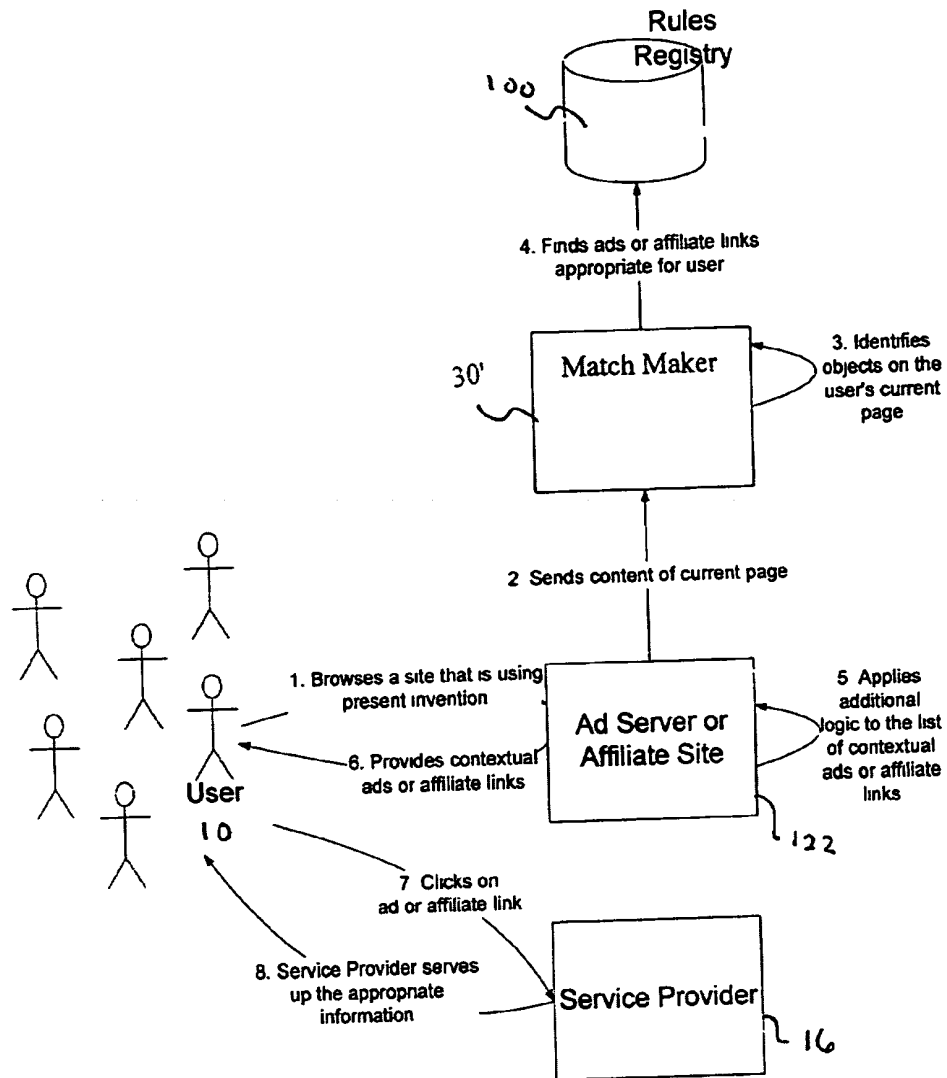 Rules
Registry
100
4. Finds ads or affiliate links
appropriate for user
Match Maker
30'
3. Identifies
objects on the
user's current
page
2 Sends content of current page
1. Browses a site that is using
present invention
Ad Server or
Affiliate Site
5 Applies
additional
logic to the list
of contextual
ads or affiliate
links
6. Provides contextual
ads or affiliate links
User
10
122
7 Clicks on
ad or affiliate link
8. Service Provider serves
up the appropriate
information
Service Provider
16